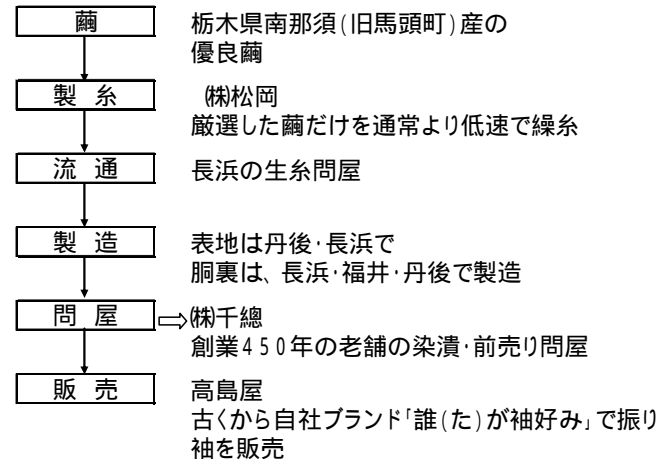 繭 栃木県南那須(旧馬頭町)産の
優良繭
製 糸 ㈱松岡
厳選した繭だけを通常より低速で繰糸
流 通 長浜の生糸問屋
製 造 表地は丹後・長浜で
胴裏は、長浜・福井・丹後で製造
問 屋 ⇨㈱千總
創業450年の老舗の染潰・前売り問屋
販 売 高島屋
古くから自社ブランド「誰(た)が袖好み」で振り
袖を販売